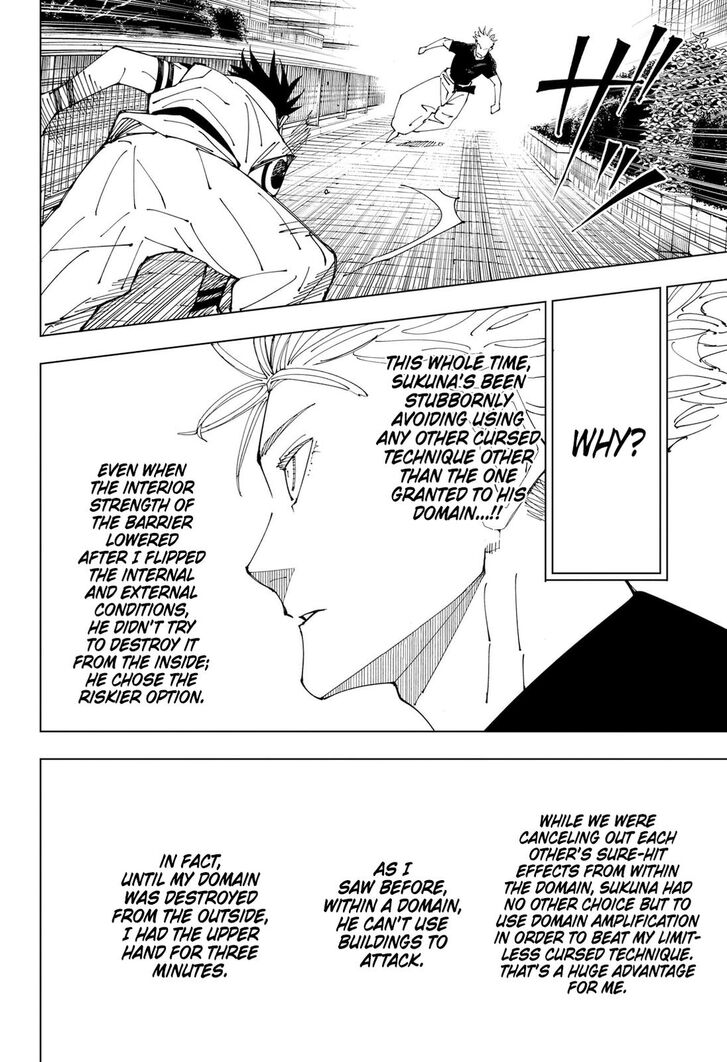 ザザッ
WHY?
THIS WHOLE TIME,
SUKUNA'S BEEN
STUBBORNLY
AVOIDING USING
ANY OTHER CURSED
TECHNIQUE OTHER
THAN THE ONE
GRANTED TO HIS
DOMAIN...!!
EVEN WHEN
THE INTERIOR
STRENGTH OF
THE BARRIER
LOWERED
AFTER I FLIPPED
THE INTERNAL
AND EXTERNAL
CONDITIONS,
HE DIDN'T TRY
TO DESTROY IT
FROM THE INSIDE;
HE CHOSE THE
RISKIER OPTION.
WHILE WE WERE
CANCELING OUT EACH
OTHER'S SURE-HIT
EFFECTS FROM WITHIN
THE DOMAIN, SUKUNA HAD
NO OTHER CHOICE BUT TO
USE DOMAIN AMPLIFICATION
IN ORDER TO BEAT MY LIMIT-
LESS CURSED TECHNIQUE.
THAT'S A HUGE ADVANTAGE
FOR ME.
AS I
SAW BEFORE,
WITHIN A DOMAIN,
HE CAN'T USE
BUILDINGS TO
ATTACK.
IN FACT,
UNTIL MY DOMAIN
WAS DESTROYED
FROM THE OUTSIDE,
I HAD THE UPPER
HAND FOR THREE
MINUTES.